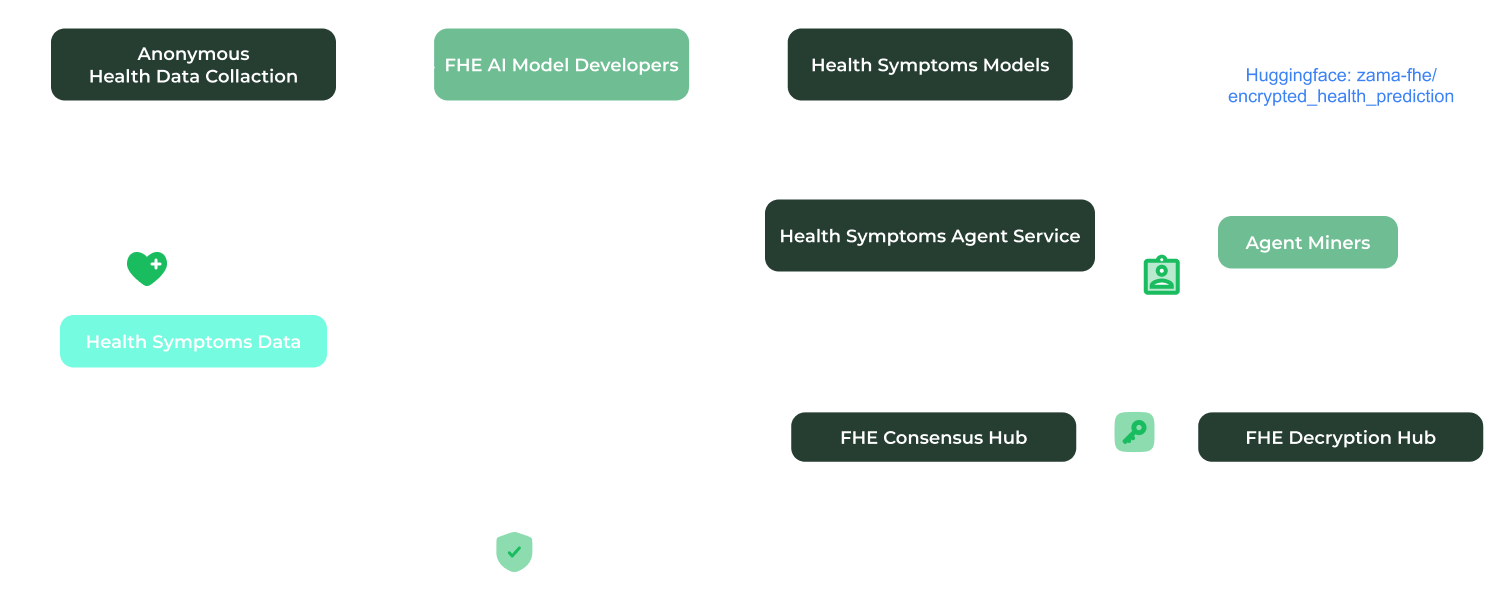 Anonymous
Health Data Collaction
FHE AI Model Developers
Health Symptoms Models
Huggingface: zama-fhe/
encrypted_health_prediction
Health Symptoms Agent Service
Agent Miners
Health Symptoms Data
FHE Consensus Hub
FHE Decryption Hub